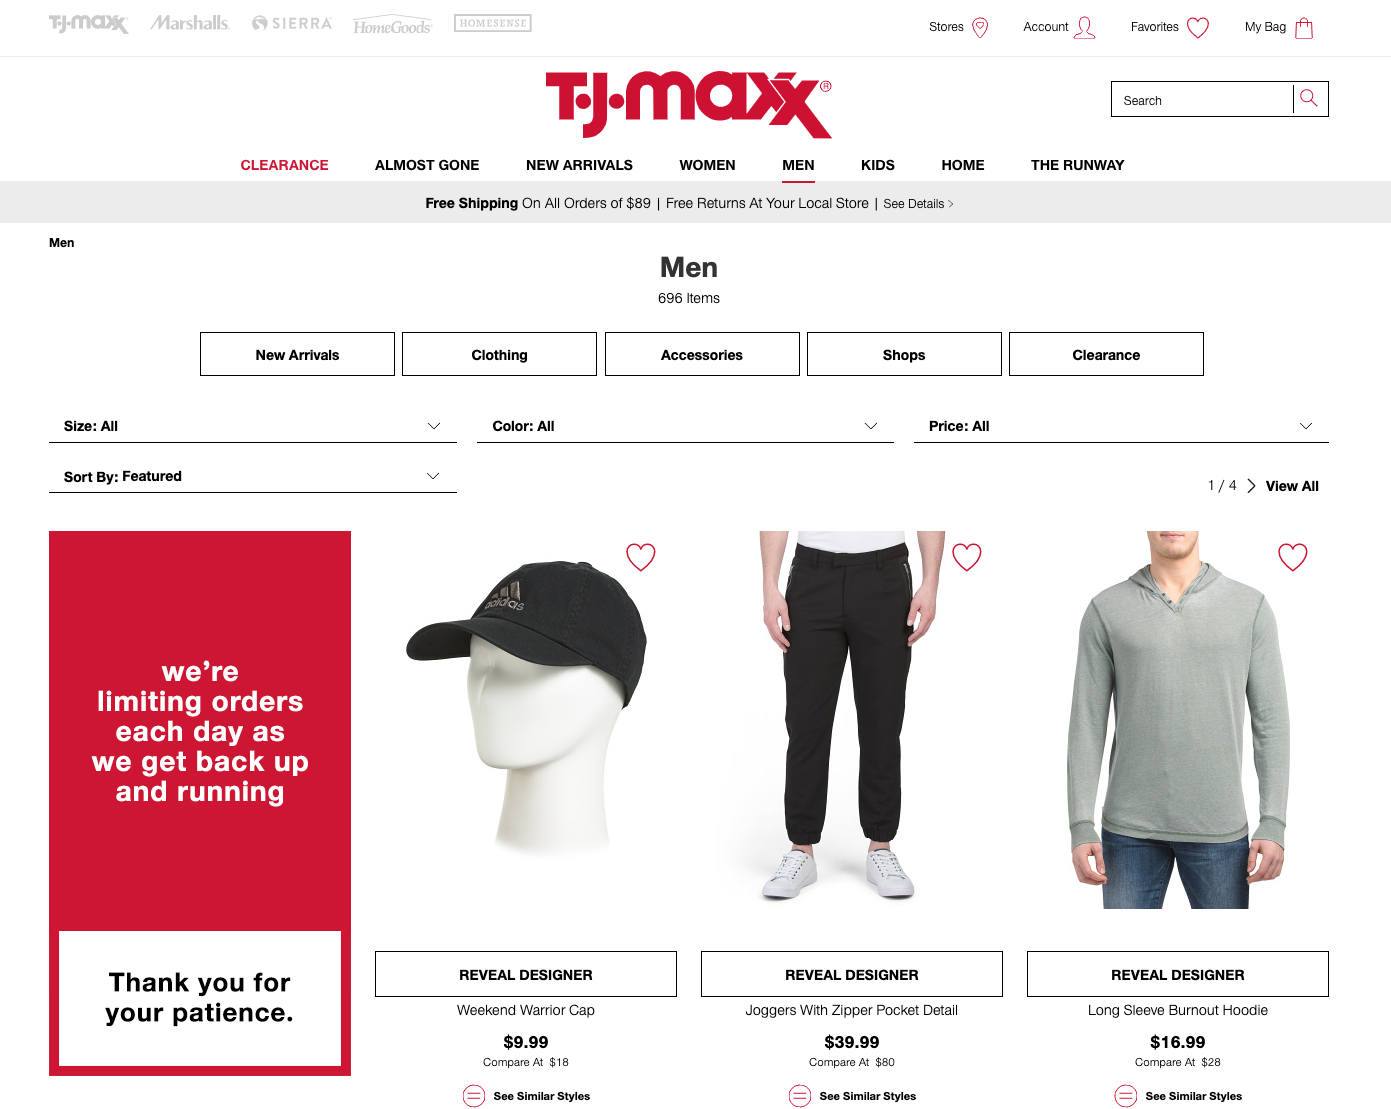 T·J·maxx Marshalls. SIERRA HomeGoods HOMESENSE
Stores Account Favorites My Bag
T·J·maxx®
Search
CLEARANCE ALMOST GONE NEW ARRIVALS WOMEN MEN KIDS HOME THE RUNWAY
Free Shipping On All Orders of $89 | Free Returns At Your Local Store | See Details >
Men
Men
696 Items
New Arrivals Clothing Accessories Shops Clearance
Size: All Color: All Price: All
Sort By: Featured
1 / 4 > View All
we're
limiting orders
each day as
we get back up
and running
Thank you for
your patience.
adidas
REVEAL DESIGNER
Weekend Warrior Cap
$9.99
Compare At $18
See Similar Styles
REVEAL DESIGNER
Joggers With Zipper Pocket Detail
$39.99
Compare At $80
See Similar Styles
REVEAL DESIGNER
Long Sleeve Burnout Hoodie
$16.99
Compare At $28
See Similar Styles